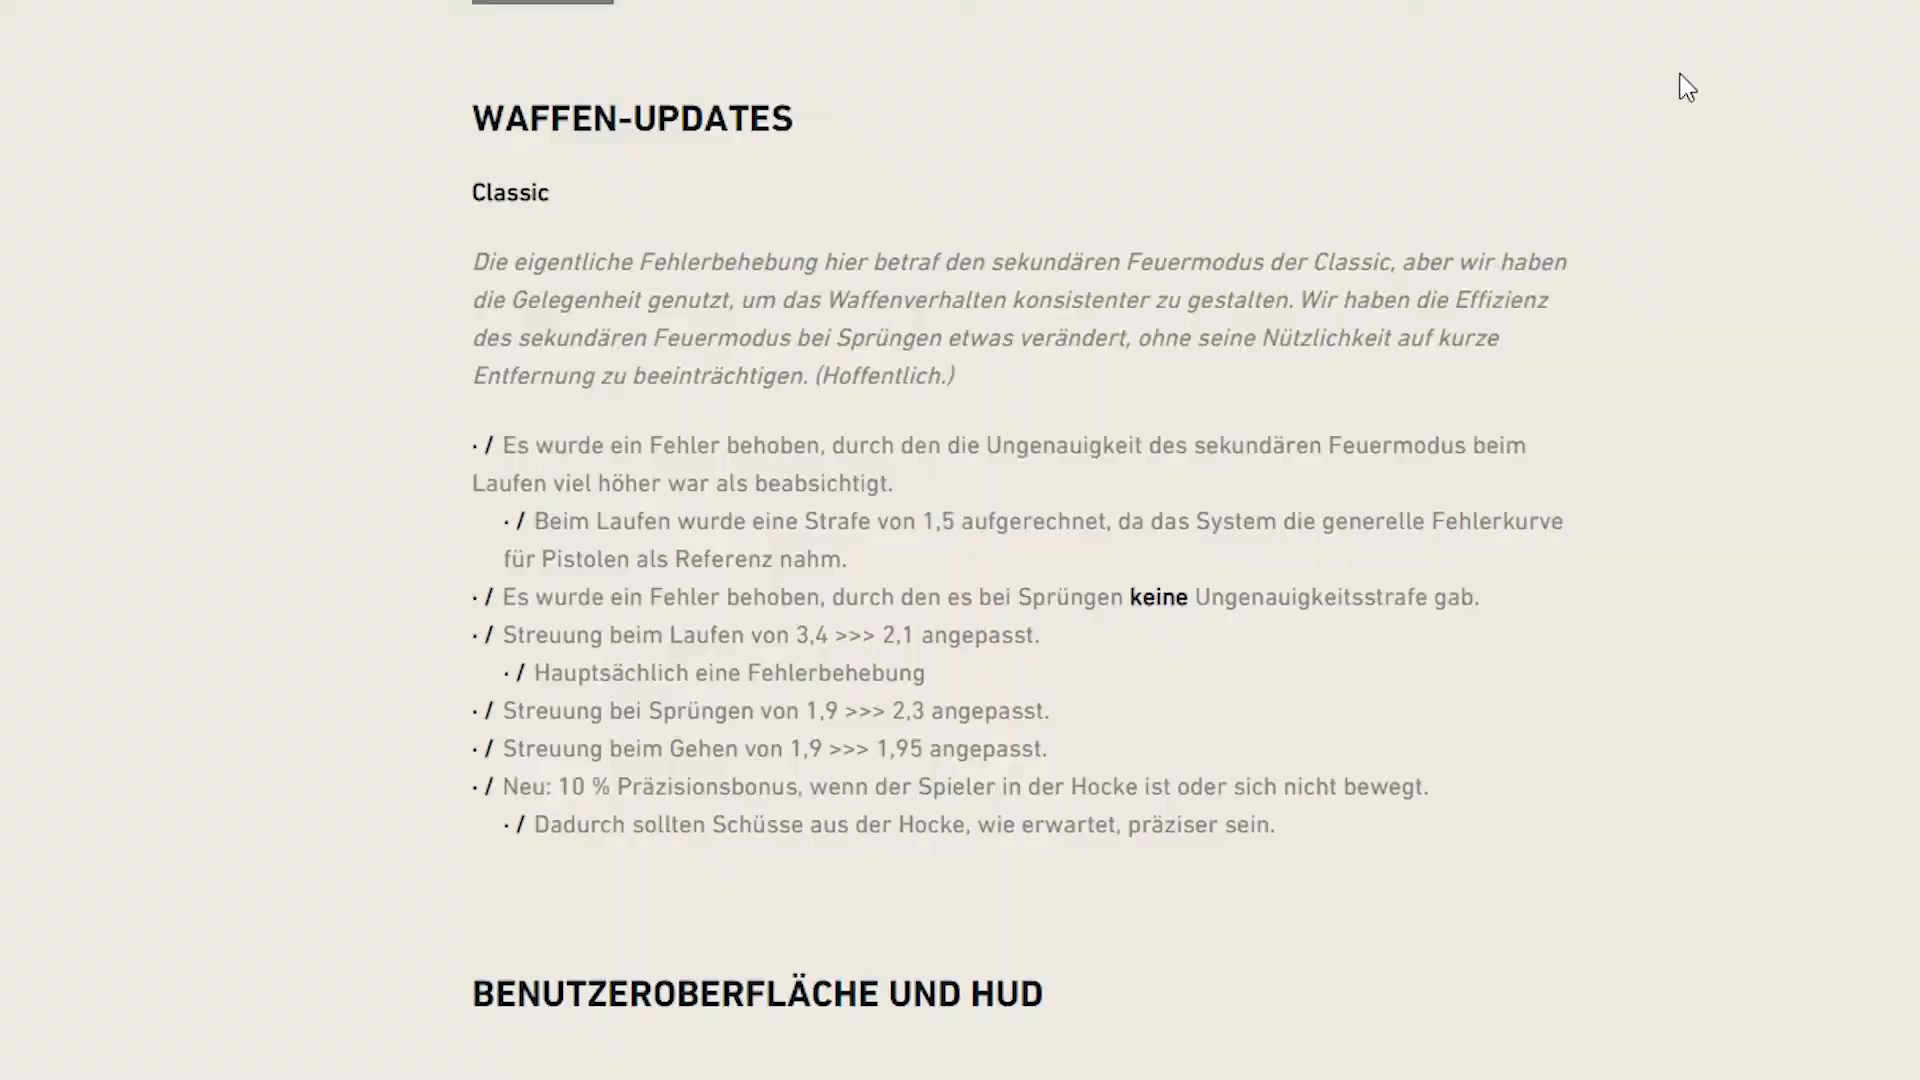 WAFFEN-UPDATES
Classic
Die eigentliche Fehlerbehebung hier betraf den sekundären Feuermodus der Classic, aber wir haben
die Gelegenheit genutzt, um das Waffenverhalten konsistenter zu gestalten. Wir haben die Effizienz
des sekundären Feuermodus bei Sprüngen etwas verändert, ohne seine Nützlichkeit auf kurze
Entfernung zu beeinträchtigen. (Hoffentlich.)
· / Es wurde ein Fehler behoben, durch den die Ungenauigkeit des sekundären Feuermodus beim
Laufen viel höher war als beabsichtigt.
· / Beim Laufen wurde eine Strafe von 1,5 aufgerechnet, da das System die generelle Fehlerkurve
für Pistolen als Referenz nahm.
· / Es wurde ein Fehler behoben, durch den es bei Sprüngen keine Ungenauigkeitsstrafe gab.
· / Streuung beim Laufen von 3,4 >>> 2,1 angepasst.
· / Hauptsächlich eine Fehlerbehebung
· / Streuung bei Sprüngen von 1,9 >>> 2,3 angepasst.
· / Streuung beim Gehen von 1,9 >>> 1,95 angepasst.
· / Neu: 10 % Präzisionsbonus, wenn der Spieler in der Hocke ist oder sich nicht bewegt.
· / Dadurch sollten Schüsse aus der Hocke, wie erwartet, präziser sein.
BENUTZEROBERFLÄCHE UND HUD